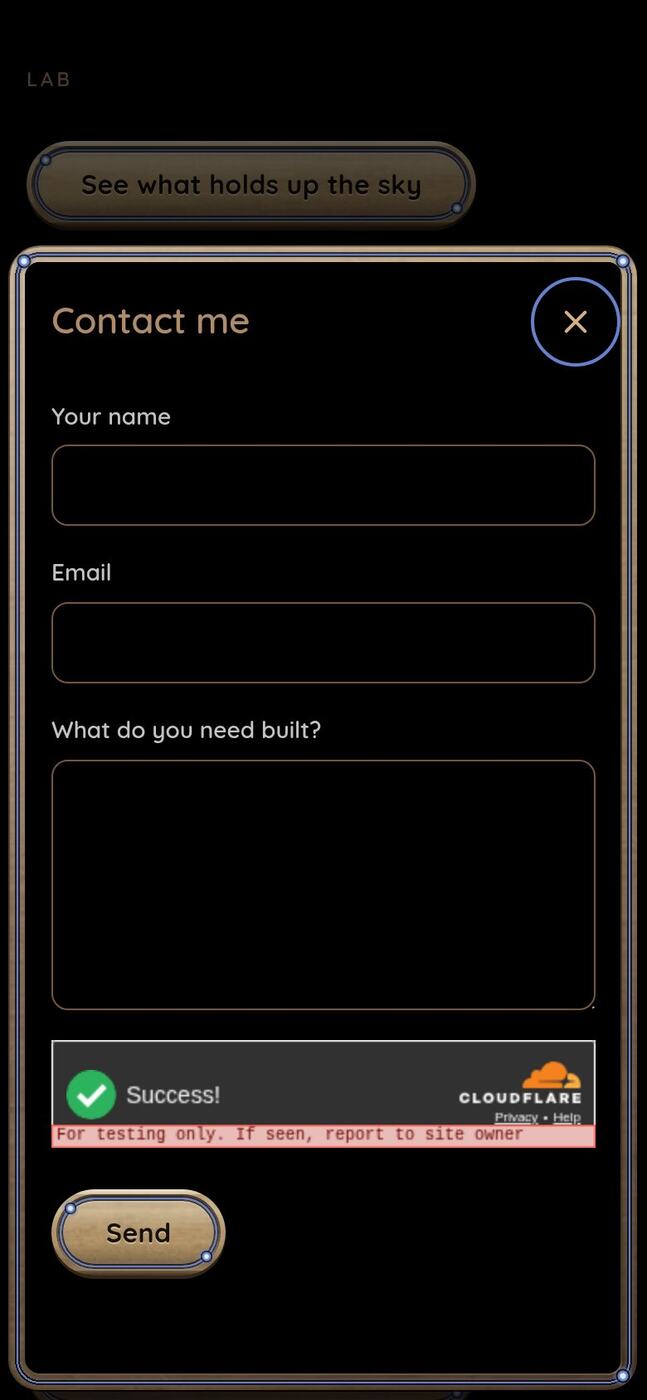 LAB
See what holds up the sky
Contact me
Your name
Email
What do you need built?
Success!
CLOUDFLARE
Privacy • Help
For testing only. If seen, report to site owner
Send